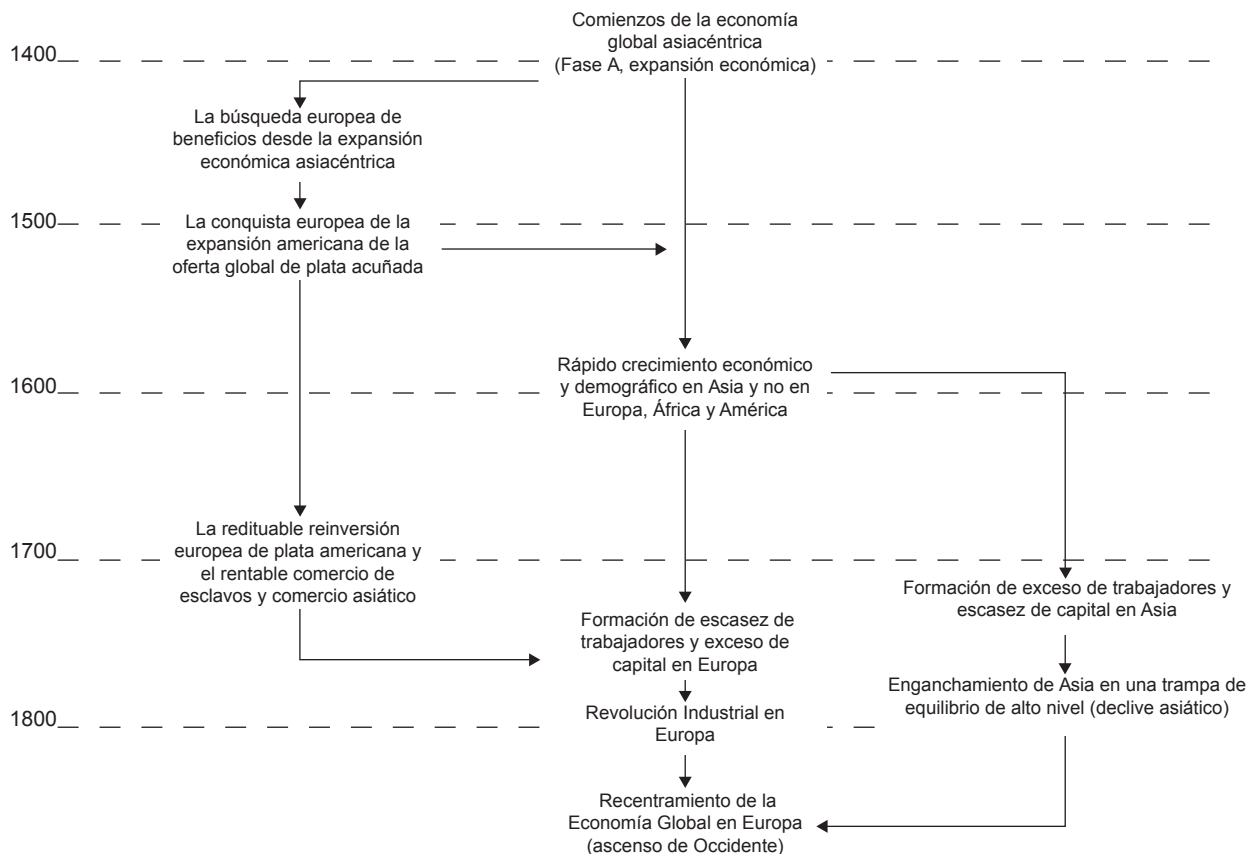 Comienzos de la economía
global asiacéntrica
(Fase A, expansión económica)
1400
La búsqueda europea de
beneficios desde la expansión
económica asiacéntrica
1500
La conquista europea de la
expansión americana de la
oferta global de plata acuñada
Rápido crecimiento económico
y demográfico en Asia y no en
Europa, África y América
1600
La redituable reinversión
europea de plata americana y
el rentable comercio de
esclavos y comercio asiático
1700
Formación de exceso de trabajadores y
escasez de capital en Asia
Formación de escasez de
trabajadores y exceso de
capital en Europa
Enganchamiento de Asia en una trampa de
equilibrio de alto nivel (declive asiático)
Revolución Industrial en
Europa
1800
Recentramiento de la
Economía Global en Europa
(ascenso de Occidente)